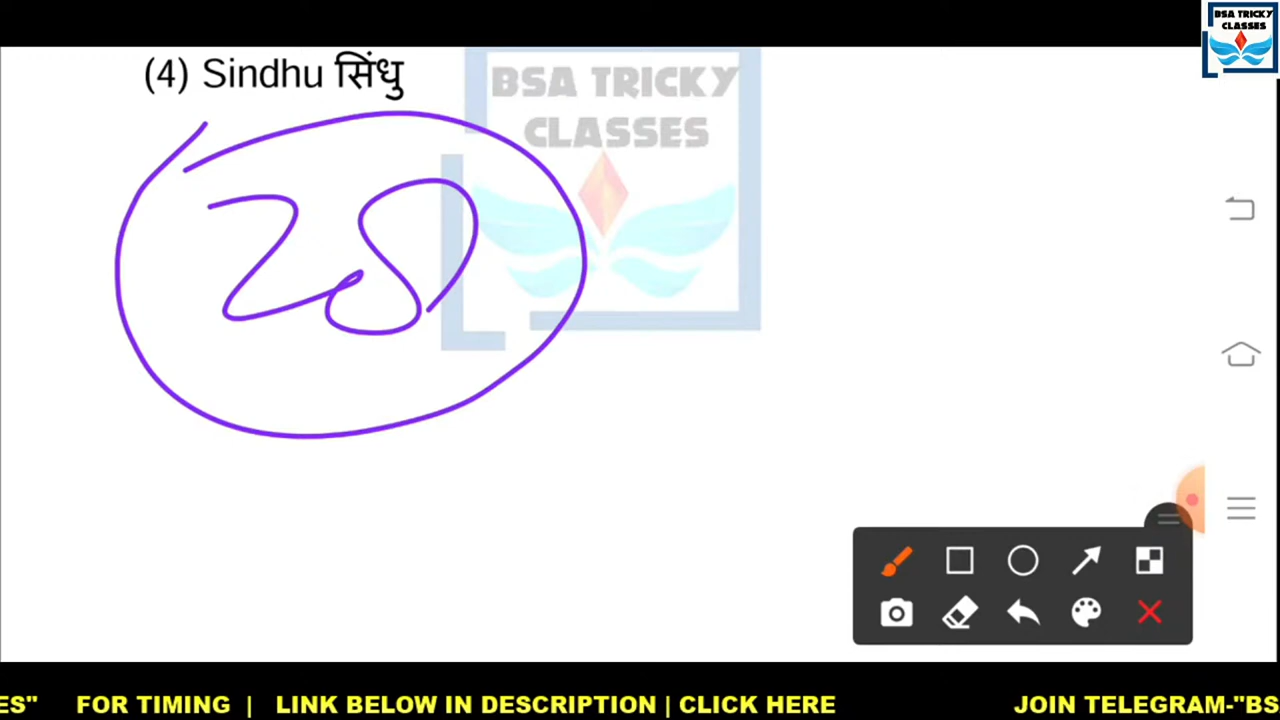 BSA TRICKY
CLASSES
(4) Sindhu सिंधु
BSA TRICKY
CLASSES
28
ES" FOR TIMING | LINK BELOW IN DESCRIPTION | CLICK HERE JOIN TELEGRAM-"BS